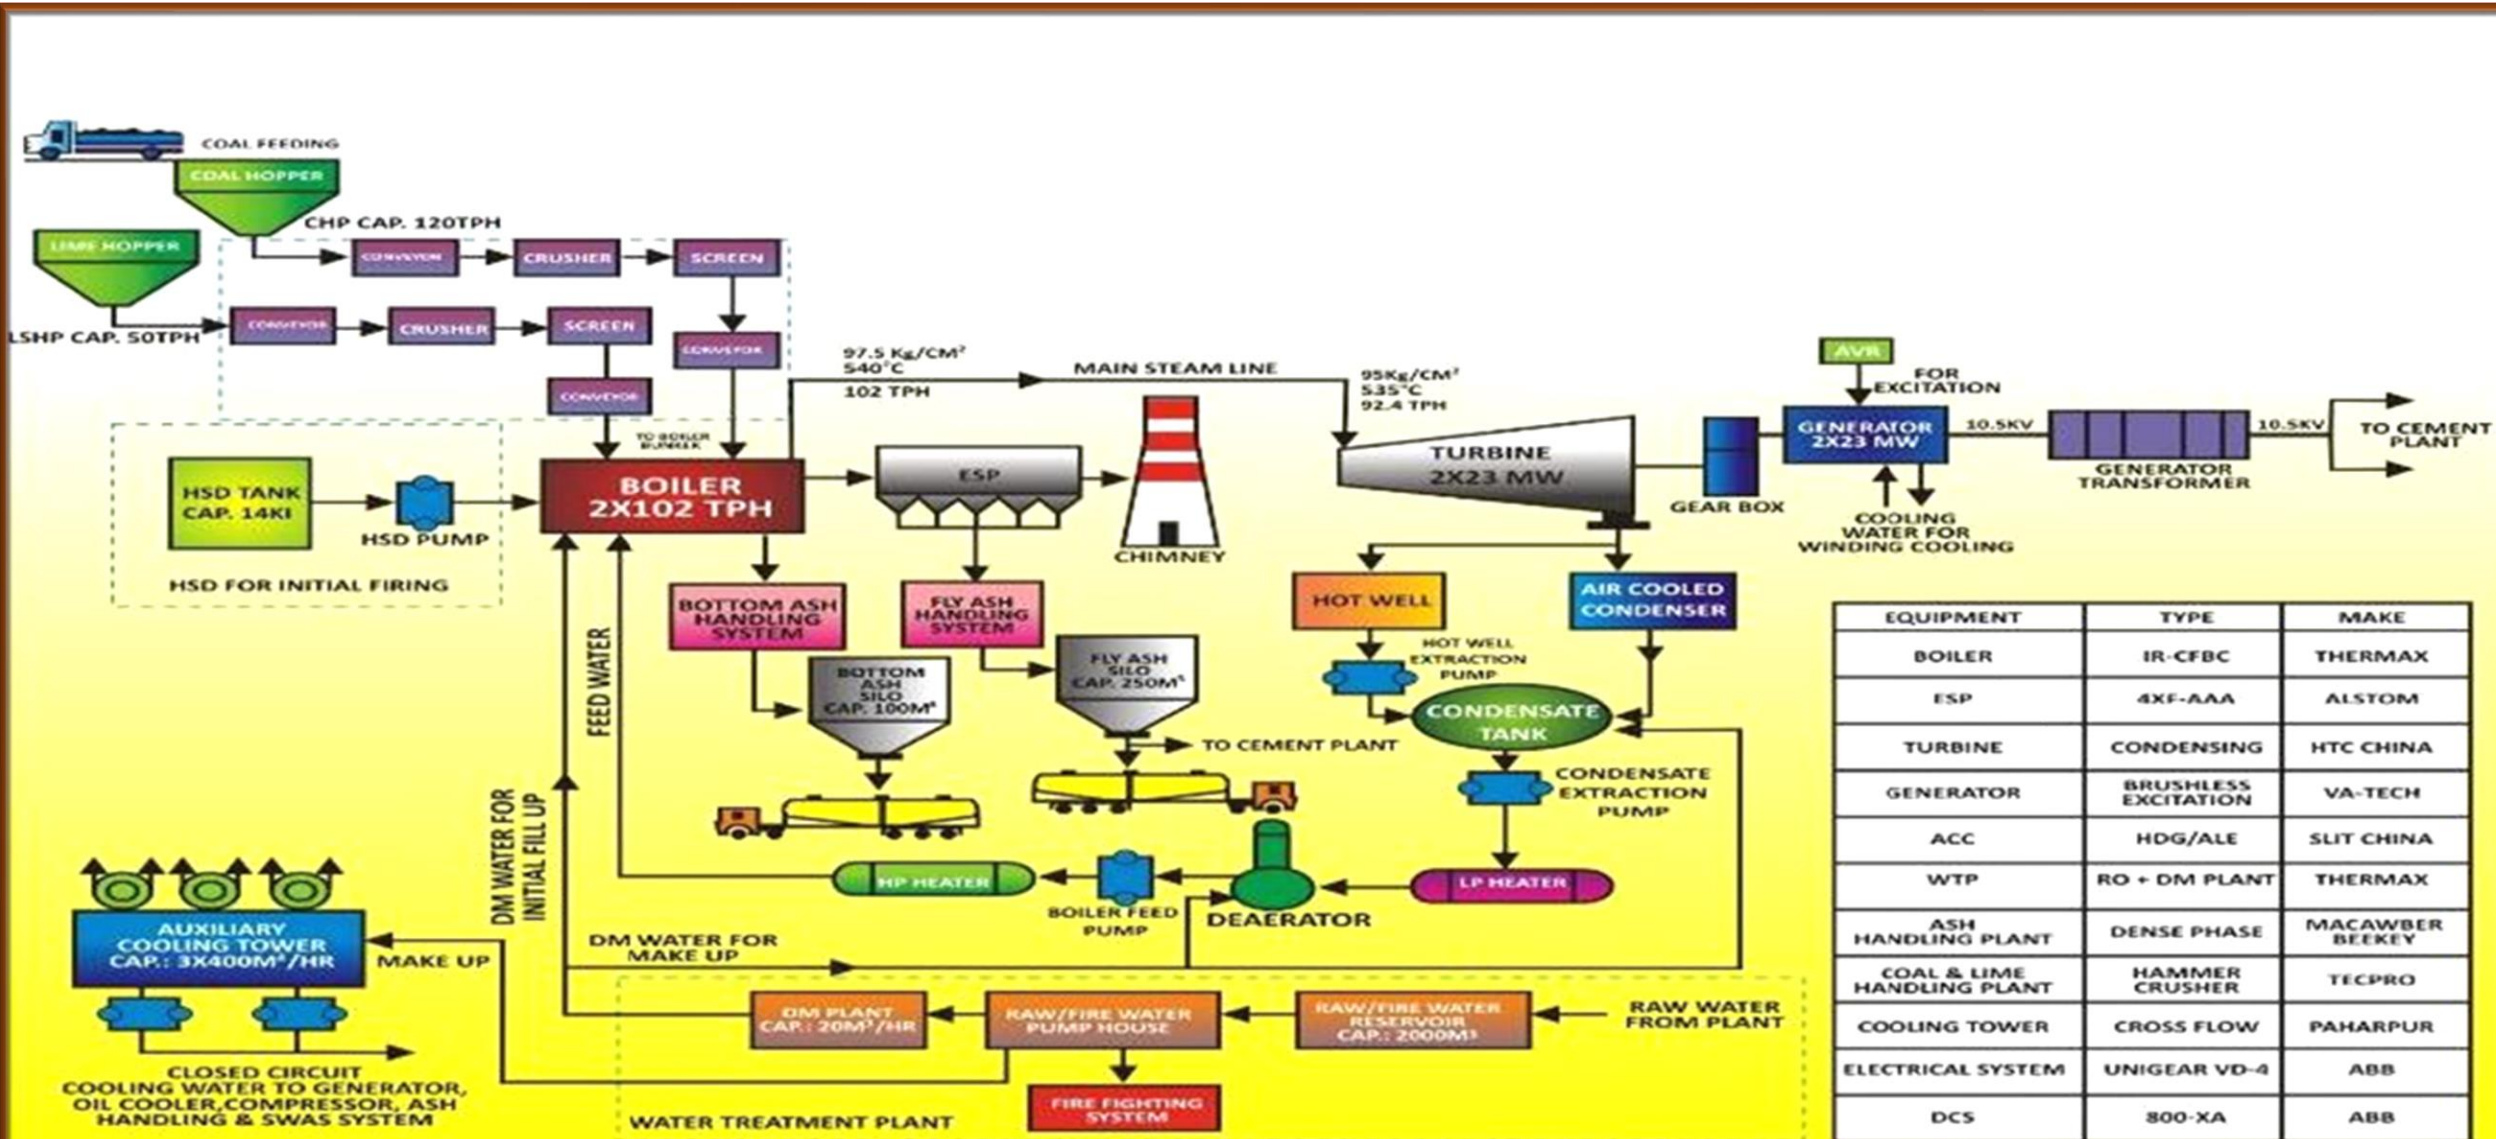 COAL FEEDING
COAL HOPPER
CHP CAP. 120TPH
LIME HOPPER
CONVEYOR
CRUSHER
SCREEN
LSHP CAP. 50TPH
CONVEYOR
CRUSHER
SCREEN
CONVEYOR
CONVEYOR
TO BOILER
BUNKER
97.5 Kg/CM²
540°C
102 TPH
MAIN STEAM LINE
95Kg/CM²
535°C
92.4 TPH
HSD TANK
CAP. 14Kl
HSD PUMP
HSD FOR INITIAL FIRING
BOILER
2X102 TPH
ESP
CHIMNEY
TURBINE
2X23 MW
GEAR BOX
AVR
FOR
EXCITATION
GENERATOR
2X23 MW
10.5KV
GENERATOR
TRANSFORMER
10.5KV
TO CEMENT
PLANT
COOLING
WATER FOR
WINDING COOLING
BOTTOM ASH
HANDLING
SYSTEM
FLY ASH
HANDLING
SYSTEM
HOT WELL
AIR COOLED
CONDENSER
BOTTOM
ASH
SILO
CAP. 100M³
FLY ASH
SILO
CAP. 250M³
HOT WELL
EXTRACTION
PUMP
CONDENSATE
TANK
TO CEMENT PLANT
CONDENSATE
EXTRACTION
PUMP
FEED WATER
DM WATER FOR
INITIAL FILL UP
HP HEATER
BOILER FEED
PUMP
DEAERATOR
LP HEATER
AUXILIARY
COOLING TOWER
CAP.: 3X400M³/HR
MAKE UP
DM WATER FOR
MAKE UP
DM PLANT
CAP.: 20M³/HR
RAW/FIRE WATER
PUMP HOUSE
RAW/FIRE WATER
RESERVOIR
CAP.: 2000M³
RAW WATER
FROM PLANT
FIRE FIGHTING
SYSTEM
WATER TREATMENT PLANT
CLOSED CIRCUIT
COOLING WATER TO GENERATOR,
OIL COOLER,COMPRESSOR, ASH
HANDLING & SWAS SYSTEM
EQUIPMENT TYPE MAKE
BOILER IR-CFBC THERMAX
ESP 4XF-AAA ALSTOM
TURBINE CONDENSING HTC CHINA
GENERATOR BRUSHLESS EXCITATION VA-TECH
ACC HDG/ALE SLIT CHINA
WTP RO + DM PLANT THERMAX
ASH HANDLING PLANT DENSE PHASE MACAWBER BEEKEY
COAL & LIME HANDLING PLANT HAMMER CRUSHER TECPRO
COOLING TOWER CROSS FLOW PAHARPUR
ELECTRICAL SYSTEM UNIGEAR VD-4 ABB
DCS 800-XA ABB